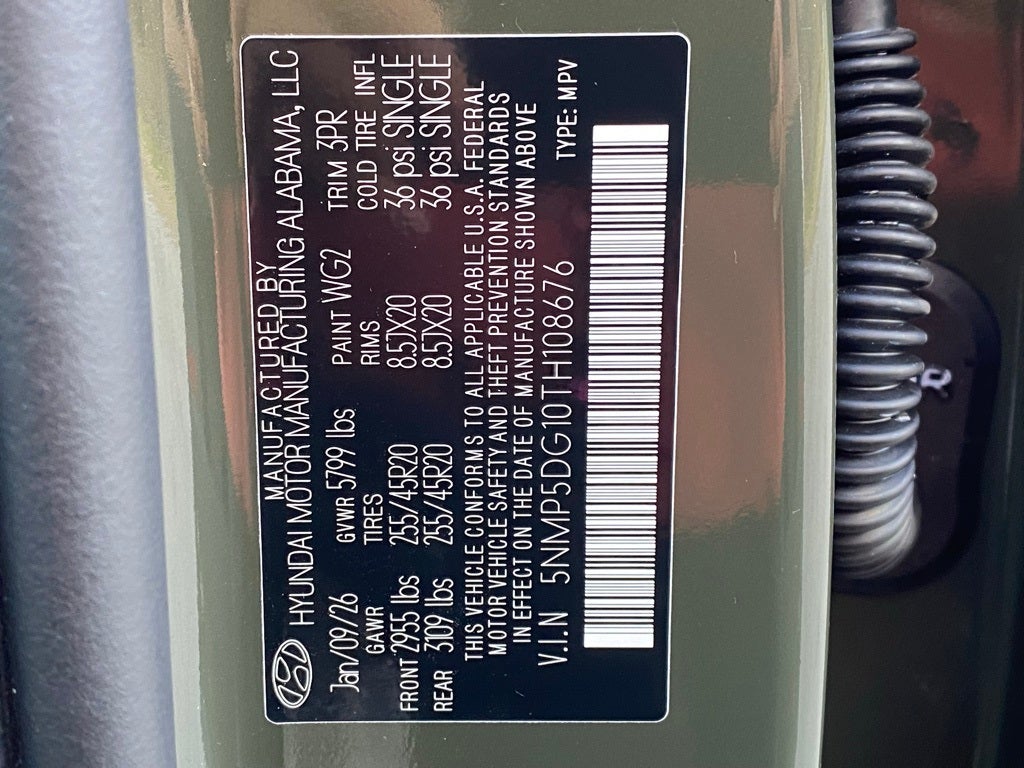 MANUFACTURED BY
HYUNDAI MOTOR MANUFACTURING ALABAMA, LLC
Jan/09/26 GVWR 5799 lbs PAINT WG2 TRIM 3PR
GAWR TIRES RIMS COLD TIRE INFL
FRONT 2955 lbs 255/45R20 8.5JX20 36 psi SINGLE
REAR 3109 lbs 255/45R20 8.5JX20 36 psi SINGLE
THIS VEHICLE CONFORMS TO ALL APPLICABLE U.S.A. FEDERAL
MOTOR VEHICLE SAFETY AND THEFT PREVENTION STANDARDS
IN EFFECT ON THE DATE OF MANUFACTURE SHOWN ABOVE
V.I.N 5NMP5DG10TH108676 TYPE: MPV